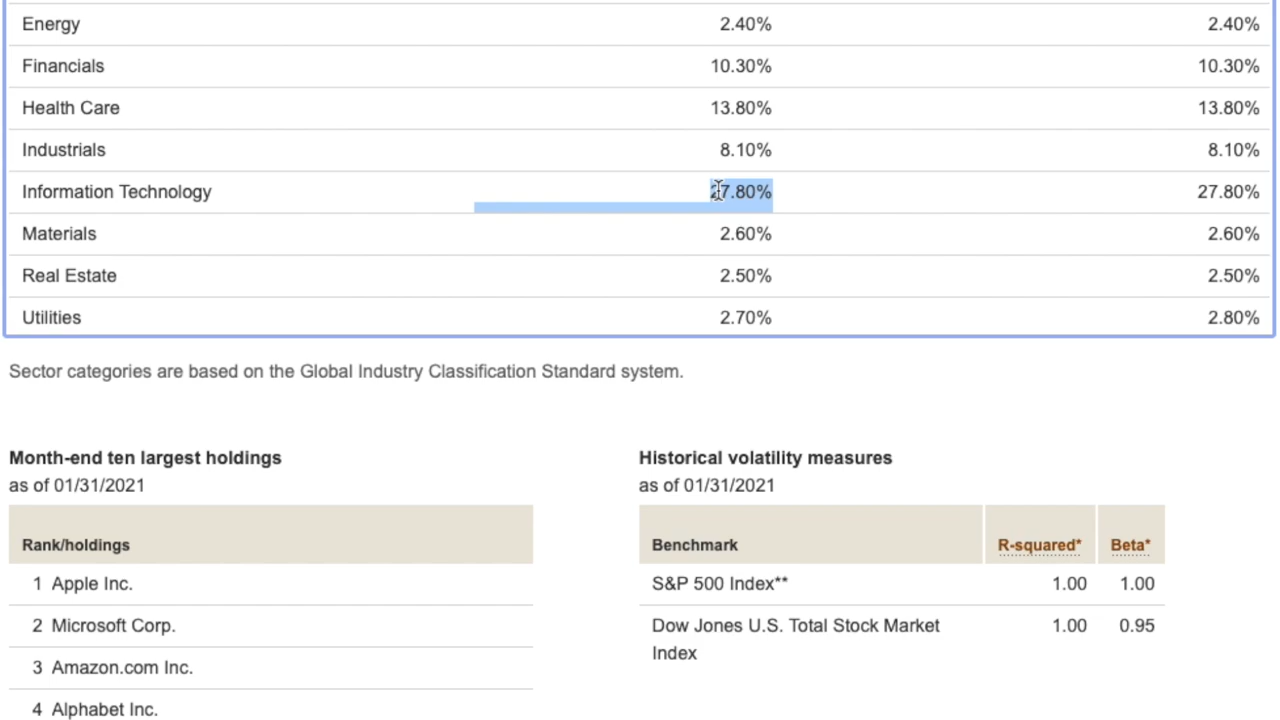 Energy 2.40% 2.40%
Financials 10.30% 10.30%
Health Care 13.80% 13.80%
Industrials 8.10% 8.10%
Information Technology 27.80% 27.80%
Materials 2.60% 2.60%
Real Estate 2.50% 2.50%
Utilities 2.70% 2.80%
Sector categories are based on the Global Industry Classification Standard system.
Month-end ten largest holdings
as of 01/31/2021
Rank/holdings
1 Apple Inc.
2 Microsoft Corp.
3 Amazon.com Inc.
4 Alphabet Inc.
Historical volatility measures
as of 01/31/2021
Benchmark R-squared* Beta*
S&P 500 Index** 1.00 1.00
Dow Jones U.S. Total Stock Market 1.00 0.95
Index